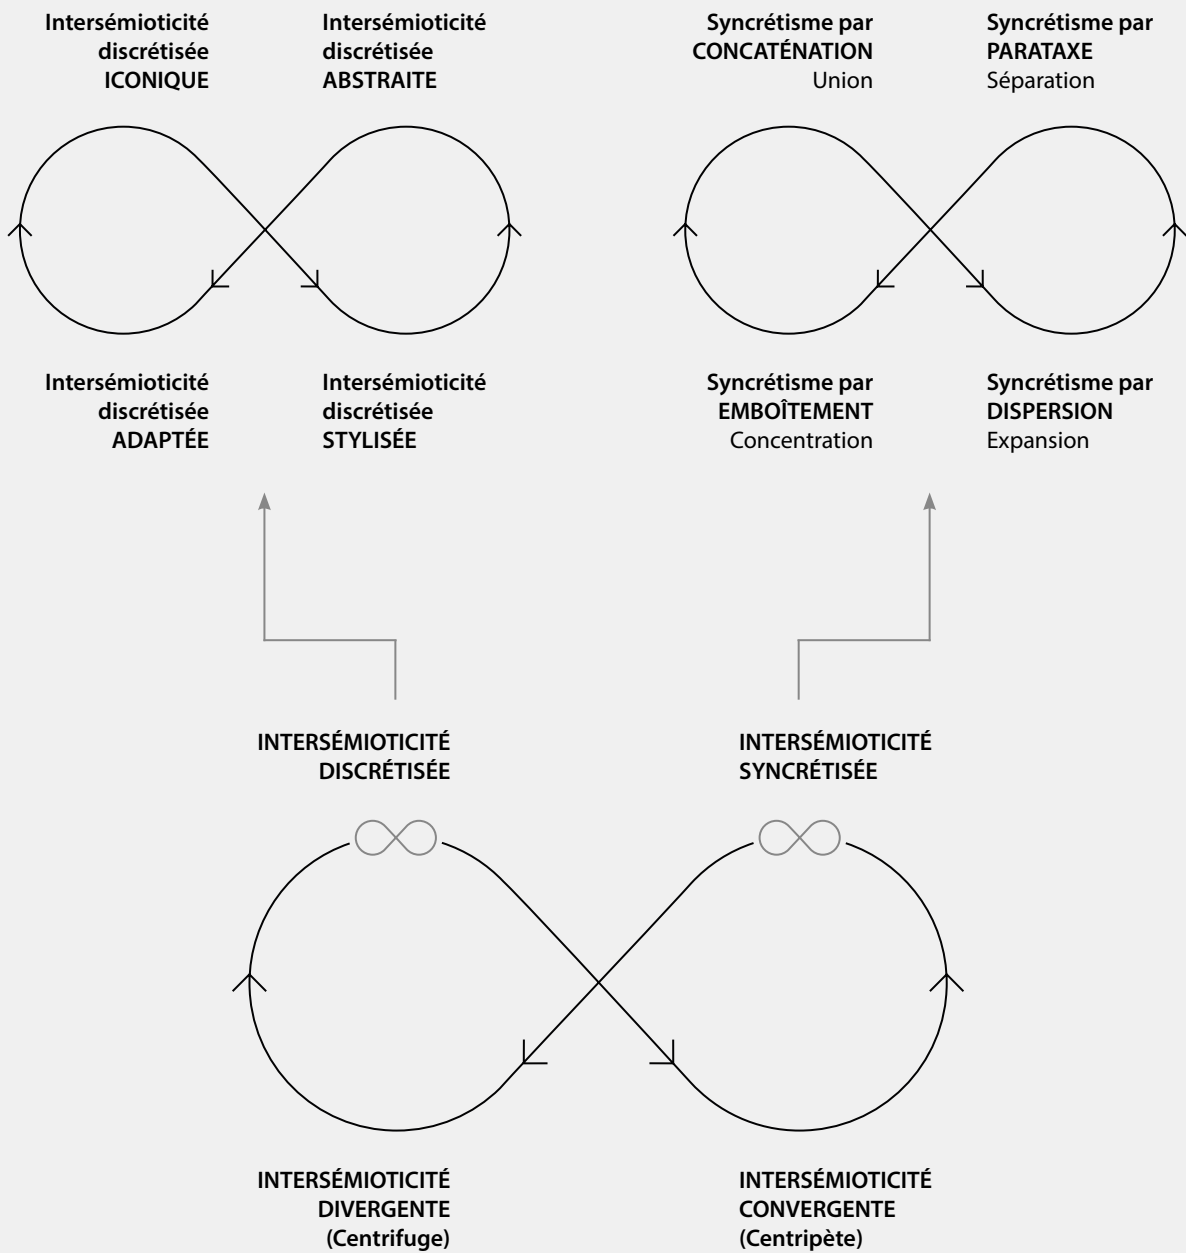 Intersémioticité
discrétisée
ICONIQUE
Intersémioticité
discrétisée
ABSTRAITE
Syncrétisme par
CONCATÉNATION
Union
Syncrétisme par
PARATAXE
Séparation
Intersémioticité
discrétisée
ADAPTÉE
Intersémioticité
discrétisée
STYLISÉE
Syncrétisme par
EMBOÎTEMENT
Concentration
Syncrétisme par
DISPERSION
Expansion
INTERSÉMIOTICITÉ
DISCRÉTISÉE
INTERSÉMIOTICITÉ
SYNCRÉTISÉE
INTERSÉMIOTICITÉ
DIVERGENTE
(Centrifuge)
INTERSÉMIOTICITÉ
CONVERGENTE
(Centripète)